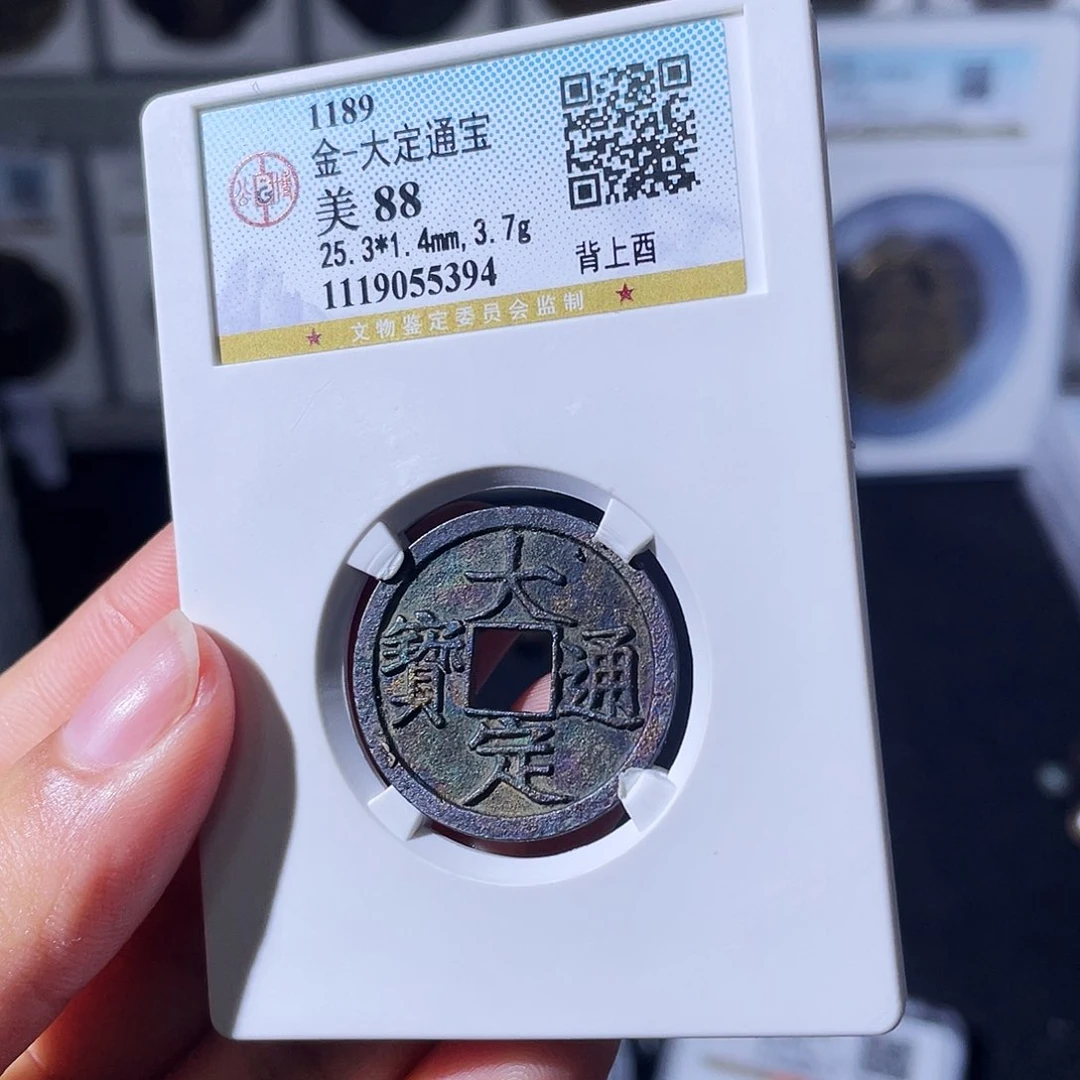 1189
金-大定通宝
美 88
25.3*1.4mm,3.7g
1119055394
背上酉
★ 文物鉴定委员会监制 ★
大定通寶